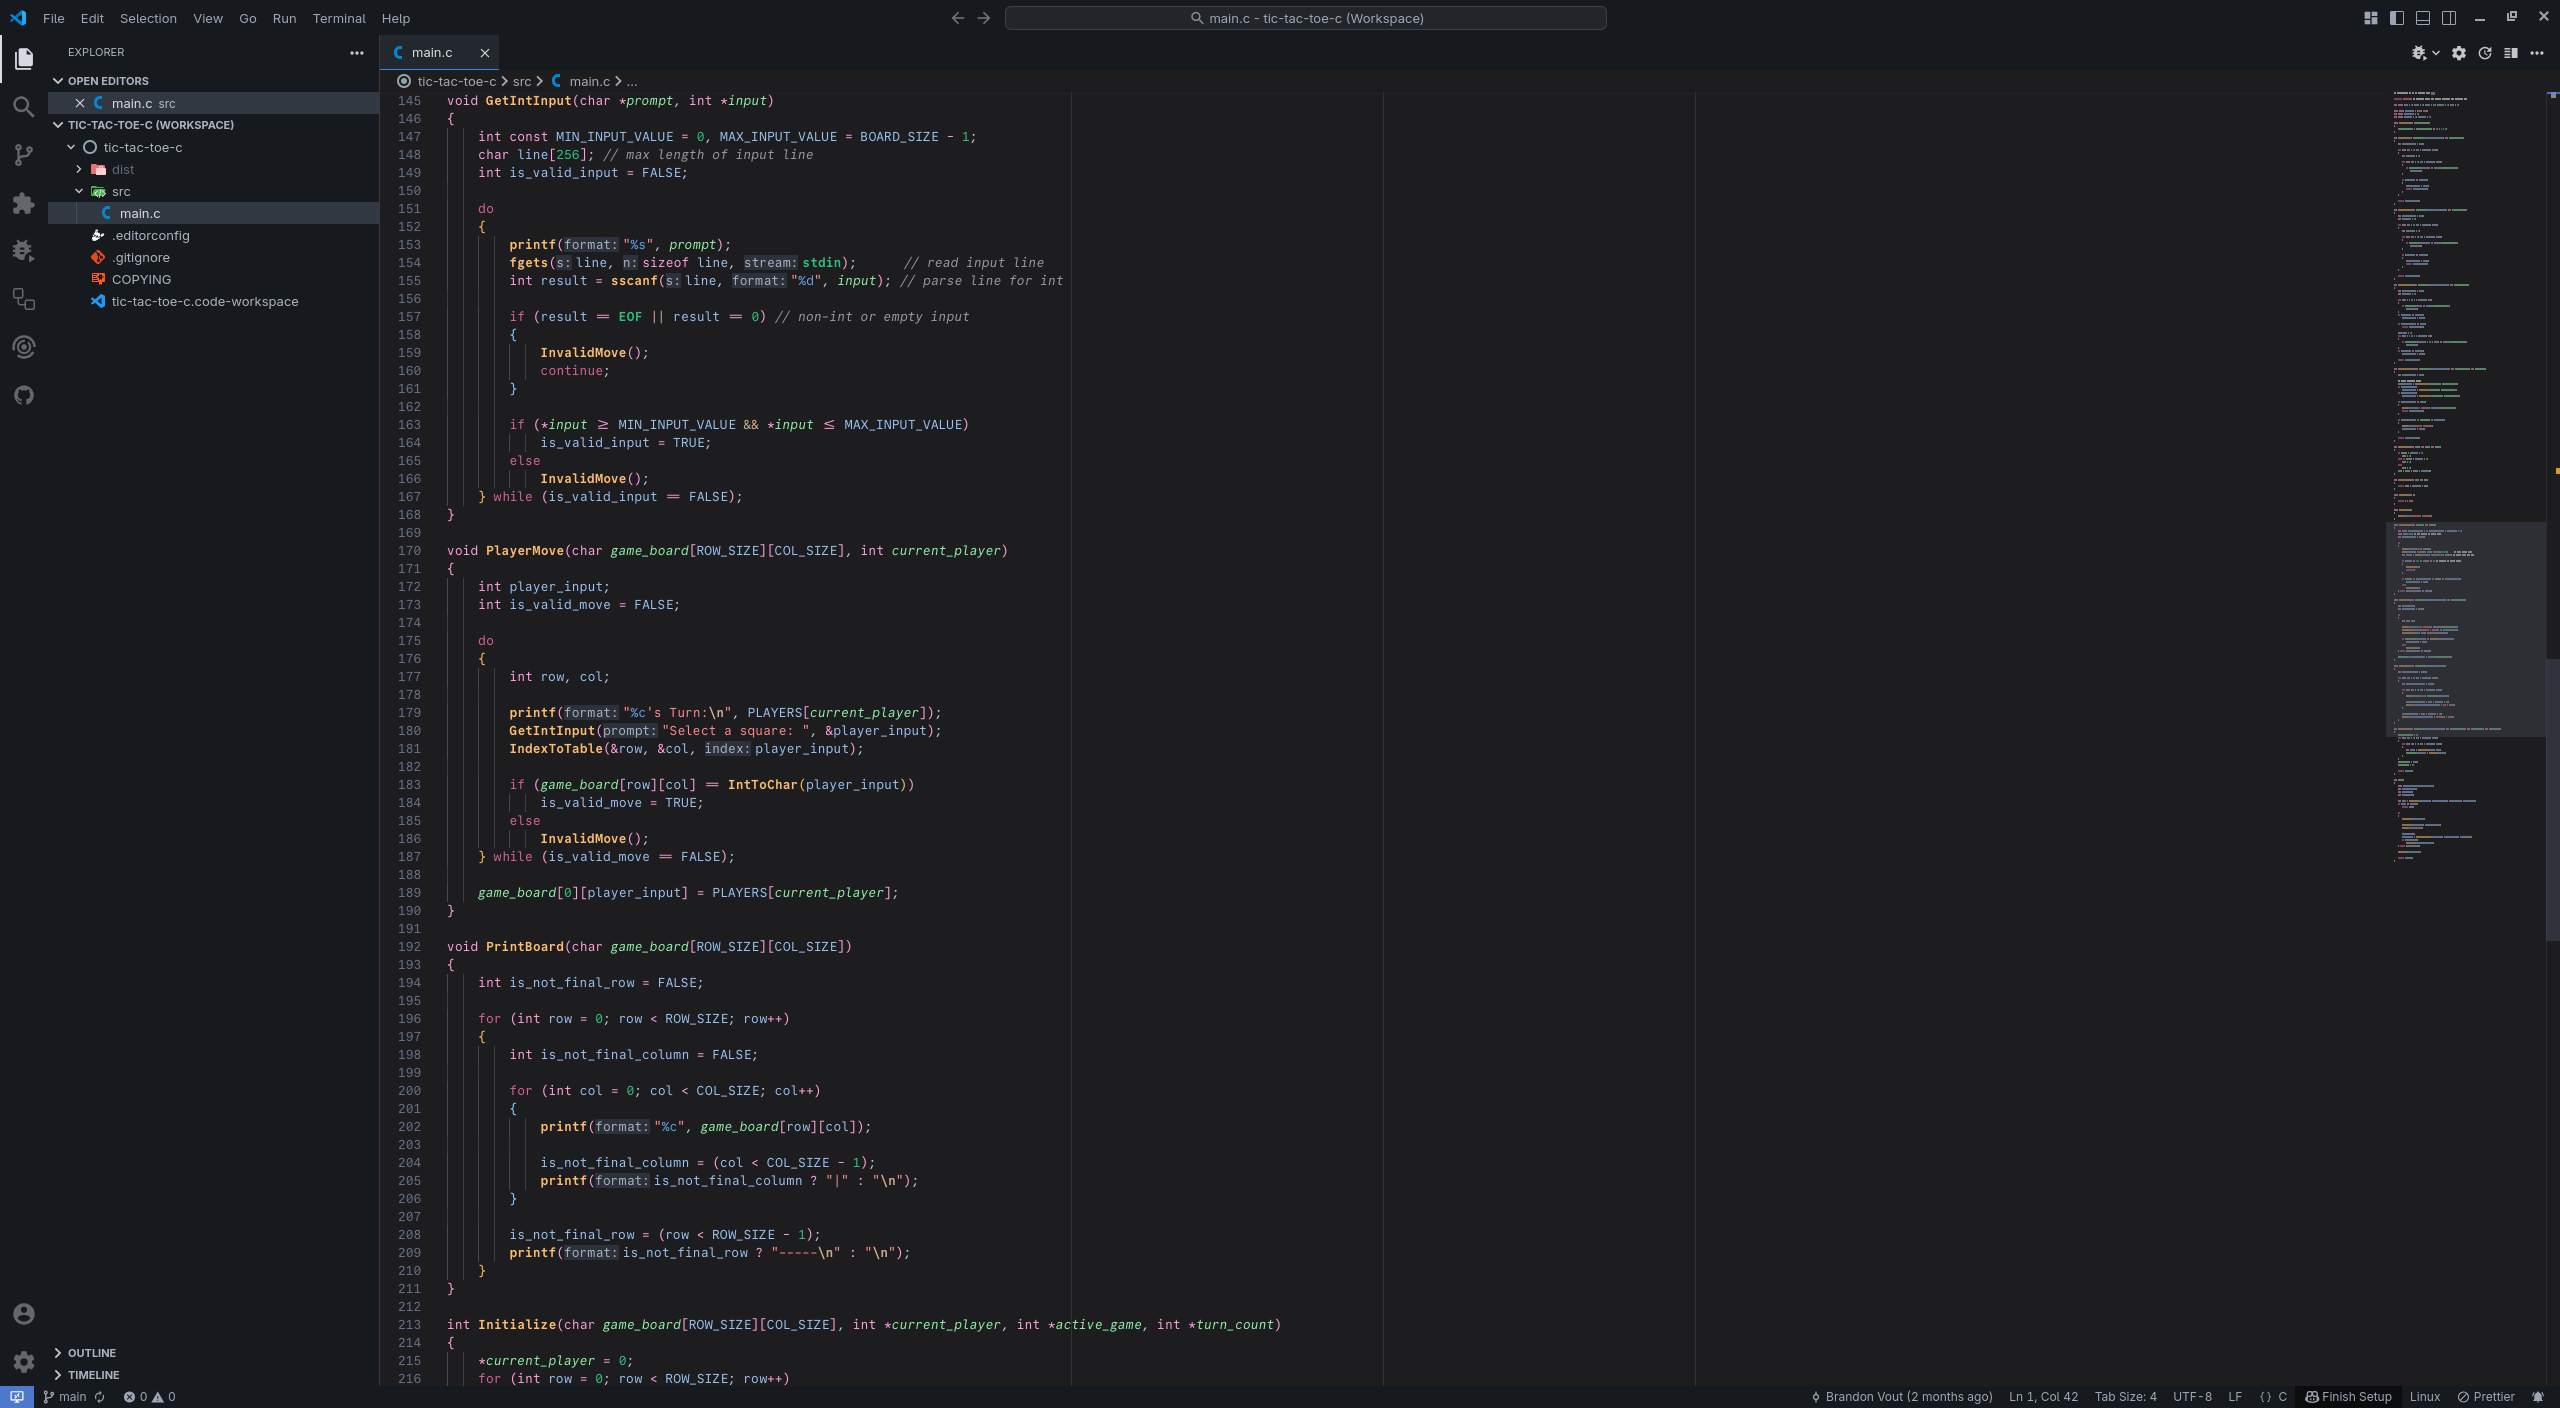 File Edit Selection View Go Run Terminal Help
main.c - tic-tac-toe-c (Workspace)
EXPLORER
OPEN EDITORS
main.c src
TIC-TAC-TOE-C (WORKSPACE)
tic-tac-toe-c
dist
src
main.c
.editorconfig
.gitignore
COPYING
tic-tac-toe-c.code-workspace
OUTLINE
TIMELINE
main.c
tic-tac-toe-c > src > main.c > ...
145 void GetIntInput(char *prompt, int *input)
146 {
147 int const MIN_INPUT_VALUE = 0, MAX_INPUT_VALUE = BOARD_SIZE - 1;
148 char line[256]; // max length of input line
149 int is_valid_input = FALSE;
150
151 do
152 {
153 printf(format: "%s", prompt);
154 fgets(s: line, n: sizeof line, stream: stdin); // read input line
155 int result = sscanf(s: line, format: "%d", input); // parse line for int
156
157 if (result == EOF || result == 0) // non-int or empty input
158 {
159 InvalidMove();
160 continue;
161 }
162
163 if (*input ≥ MIN_INPUT_VALUE && *input ≤ MAX_INPUT_VALUE)
164 is_valid_input = TRUE;
165 else
166 InvalidMove();
167 } while (is_valid_input == FALSE);
168 }
169
170 void PlayerMove(char game_board[ROW_SIZE][COL_SIZE], int current_player)
171 {
172 int player_input;
173 int is_valid_move = FALSE;
174
175 do
176 {
177 int row, col;
178
179 printf(format: "%c's Turn:\n", PLAYERS[current_player]);
180 GetIntInput(prompt: "Select a square: ", &player_input);
181 IndexToTable(&row, &col, index: player_input);
182
183 if (game_board[row][col] == IntToChar(player_input))
184 is_valid_move = TRUE;
185 else
186 InvalidMove();
187 } while (is_valid_move == FALSE);
188
189 game_board[0][player_input] = PLAYERS[current_player];
190 }
191
192 void PrintBoard(char game_board[ROW_SIZE][COL_SIZE])
193 {
194 int is_not_final_row = FALSE;
195
196 for (int row = 0; row < ROW_SIZE; row++)
197 {
198 int is_not_final_column = FALSE;
199
200 for (int col = 0; col < COL_SIZE; col++)
201 {
202 printf(format: "%c", game_board[row][col]);
203
204 is_not_final_column = (col < COL_SIZE - 1);
205 printf(format: is_not_final_column ? "|" : "\n");
206 }
207
208 is_not_final_row = (row < ROW_SIZE - 1);
209 printf(format: is_not_final_row ? "-----\n" : "\n");
210 }
211 }
212
213 int Initialize(char game_board[ROW_SIZE][COL_SIZE], int *current_player, int *active_game, int *turn_count)
214 {
215 *current_player = 0;
216 for (int row = 0; row < ROW_SIZE; row++)
main 0 0 Brandon Vout (2 months ago) Ln 1, Col 42 Tab Size: 4 UTF-8 LF {} C Finish Setup Linux Prettier